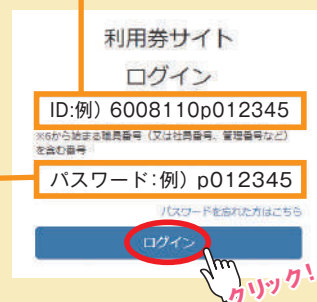 利用券サイト
ログイン
ID:例）6008110p012345
※6から始まる職員番号（又は社員番号、管理番号など）
を含む番号
パスワード:例）p012345
パスワードを忘れた方はこちら
ログイン
クリック!